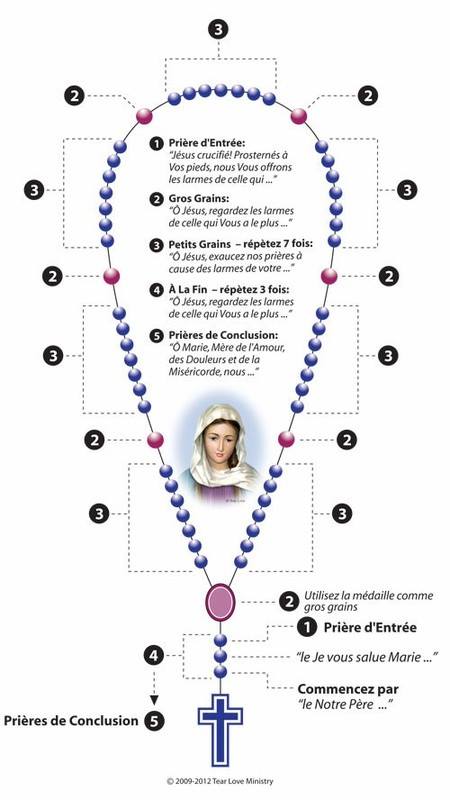 3
2
2
3
3
2
2
3
3
2
2
3
3
1 Prière d'Entrée:
"Jésus crucifié! Prosternés à
Vos pieds, nous Vous offrons
les larmes de celle qui ..."
2 Gros Grains:
"Ô Jésus, regardez les larmes
de celle qui Vous a le plus ..."
3 Petits Grains – répètez 7 fois:
"Ô Jésus, exaucez nos prières à
cause des larmes de votre ..."
4 À La Fin – répètez 3 fois:
"Ô Jésus, regardez les larmes
de celle qui Vous a le plus ..."
5 Prières de Conclusion:
"Ô Marie, Mère de l'Amour,
des Douleurs et de la
Miséricorde, nous ..."
© Tear Love
2 Utilisez la médaille comme
gros grains
1 Prière d'Entrée
4 "le Je vous salue Marie ..."
Commencez par
"le Notre Père ..."
Prières de Conclusion 5
© 2009-2012 Tear Love Ministry